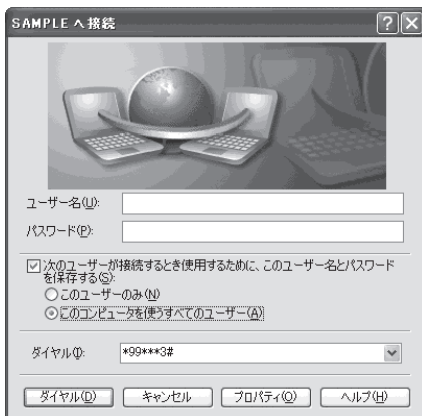 SAMPLE へ接続
ユーザー名(U):
パスワード(P):
次のユーザーが接続するとき使用するために、このユーザー名とパスワード
を保存する(S):
このユーザーのみ(N)
このコンピュータを使うすべてのユーザー(A)
ダイヤル(I): *99***3#
ダイヤル(D) キャンセル プロパティ(O) ヘルプ(H)